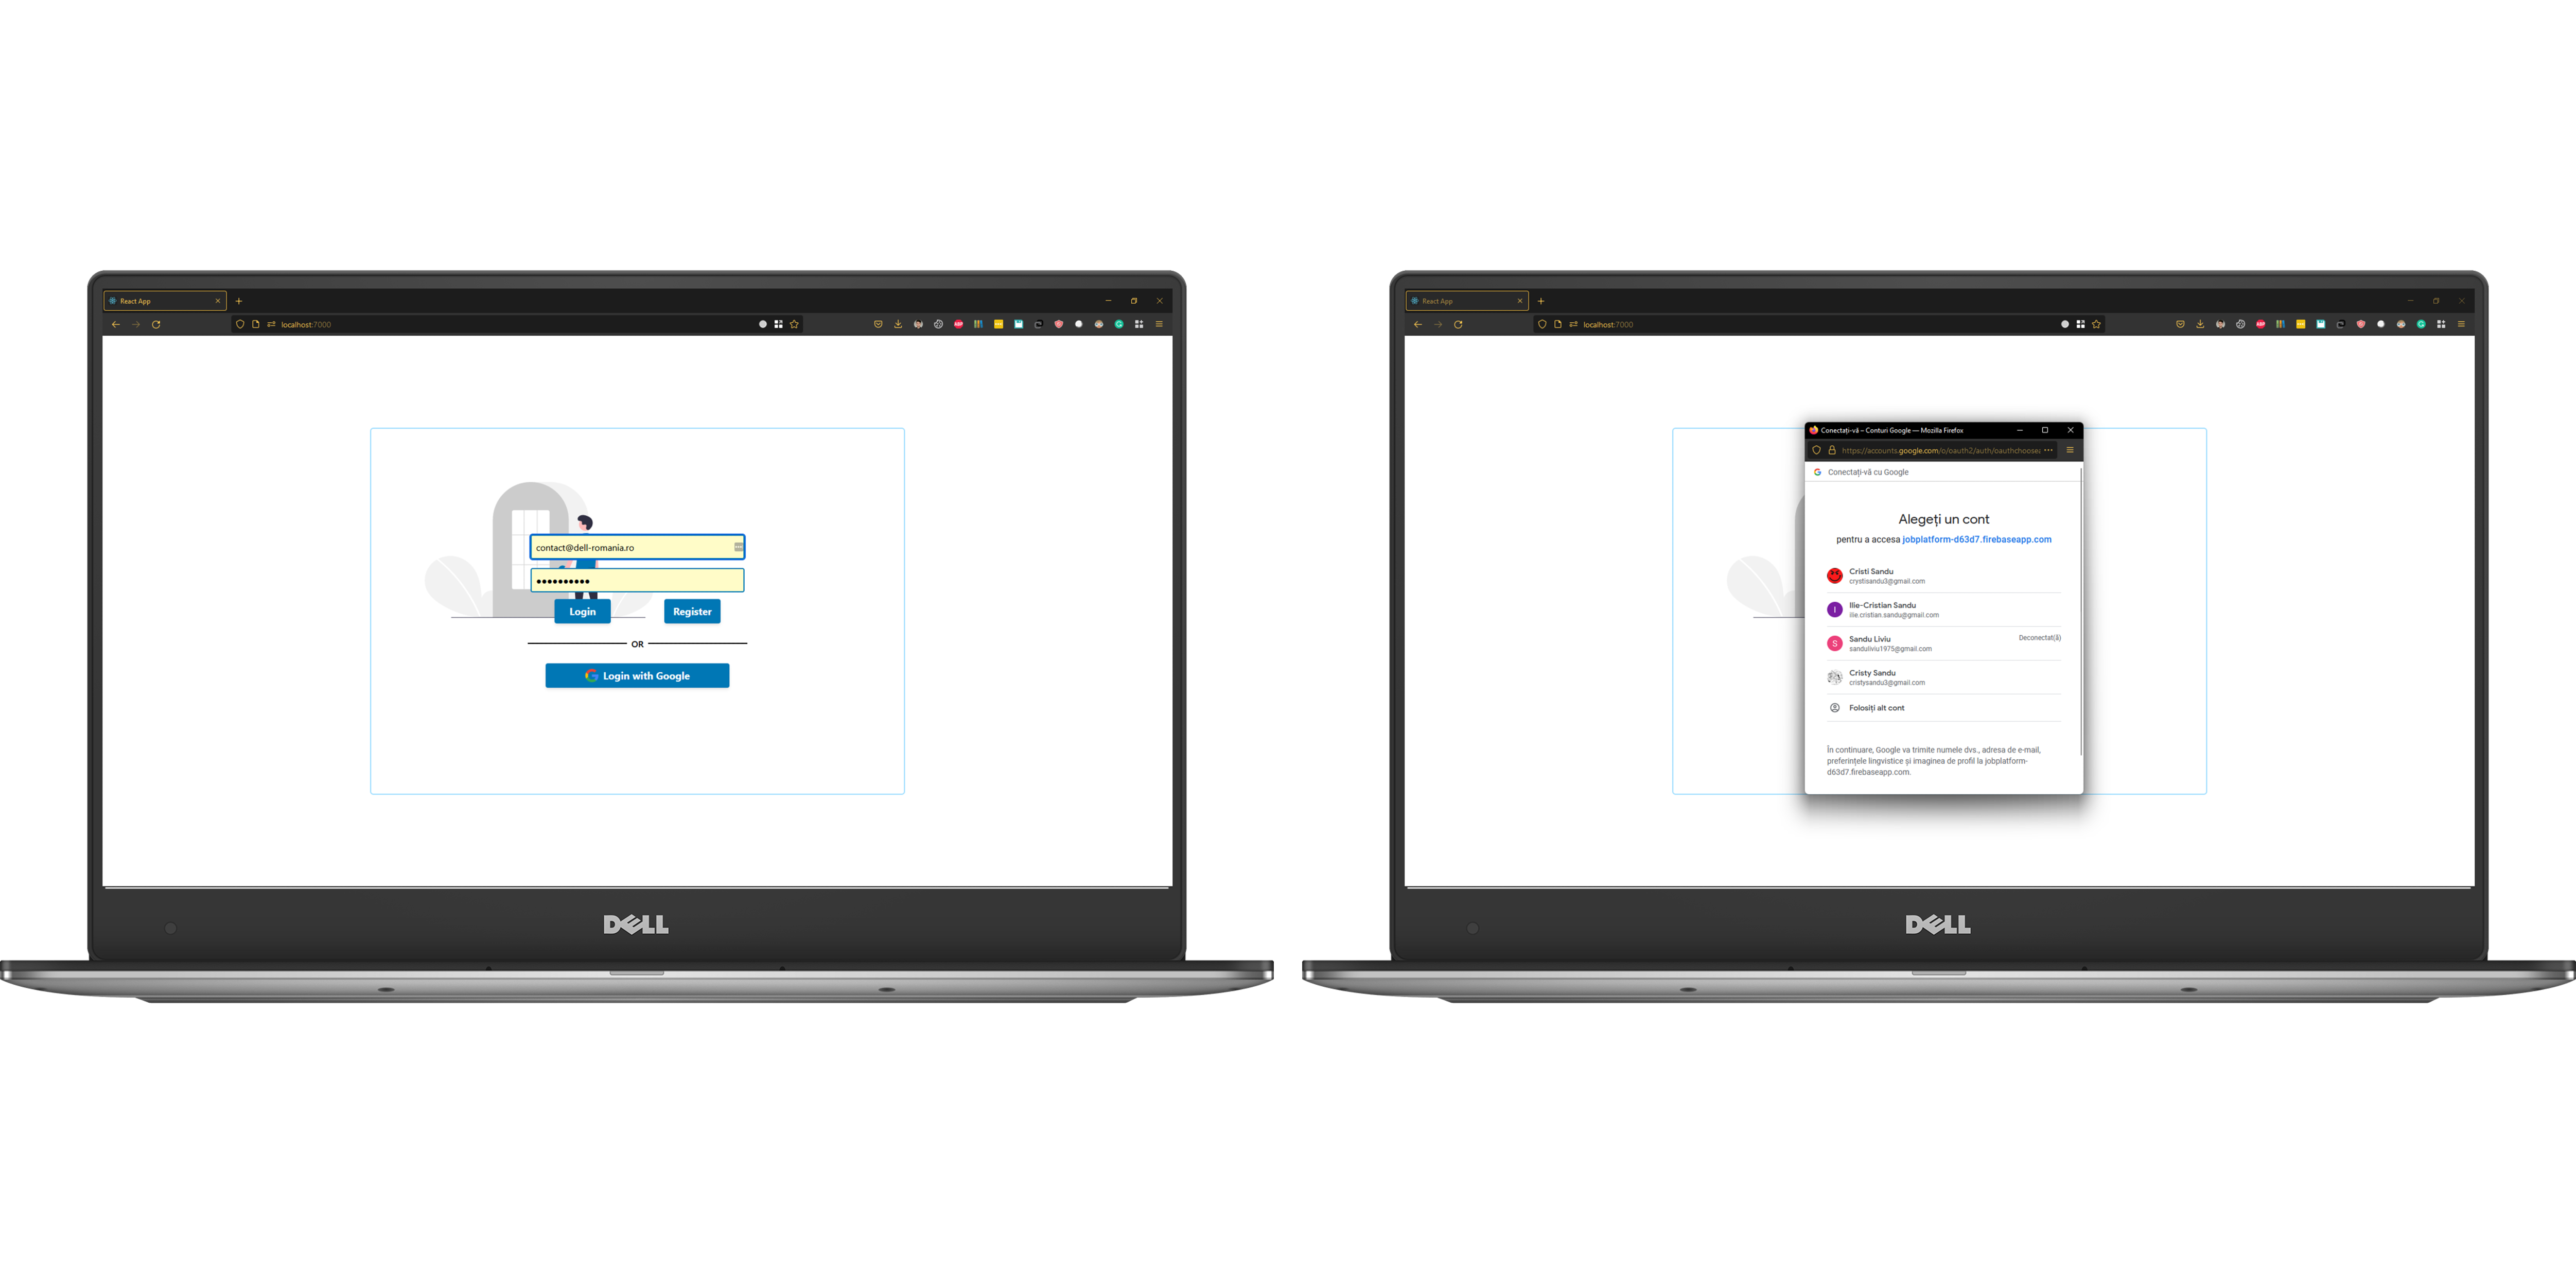 React App
localhost:7000
contact@dell-romania.ro
••••••••••
Login
Register
OR
Login with Google
DELL
React App
localhost:7000
Conectați-vă – Conturi Google — Mozilla Firefox
https://accounts.google.com/o/oauth2/auth/oauthchoosea
Conectați-vă cu Google
Alegeți un cont
pentru a accesa jobplatform-d63d7.firebaseapp.com
Cristi Sandu
crystisandu3@gmail.com
I
Ilie-Cristian Sandu
ilie.cristian.sandu@gmail.com
S
Sandu Liviu
Deconectat(ă)
sanduliviu1975@gmail.com
Cristy Sandu
cristysandu3@gmail.com
Folosiți alt cont
În continuare, Google va trimite numele dvs., adresa de e-mail,
preferințele lingvistice și imaginea de profil la jobplatform-
d63d7.firebaseapp.com.
DELL